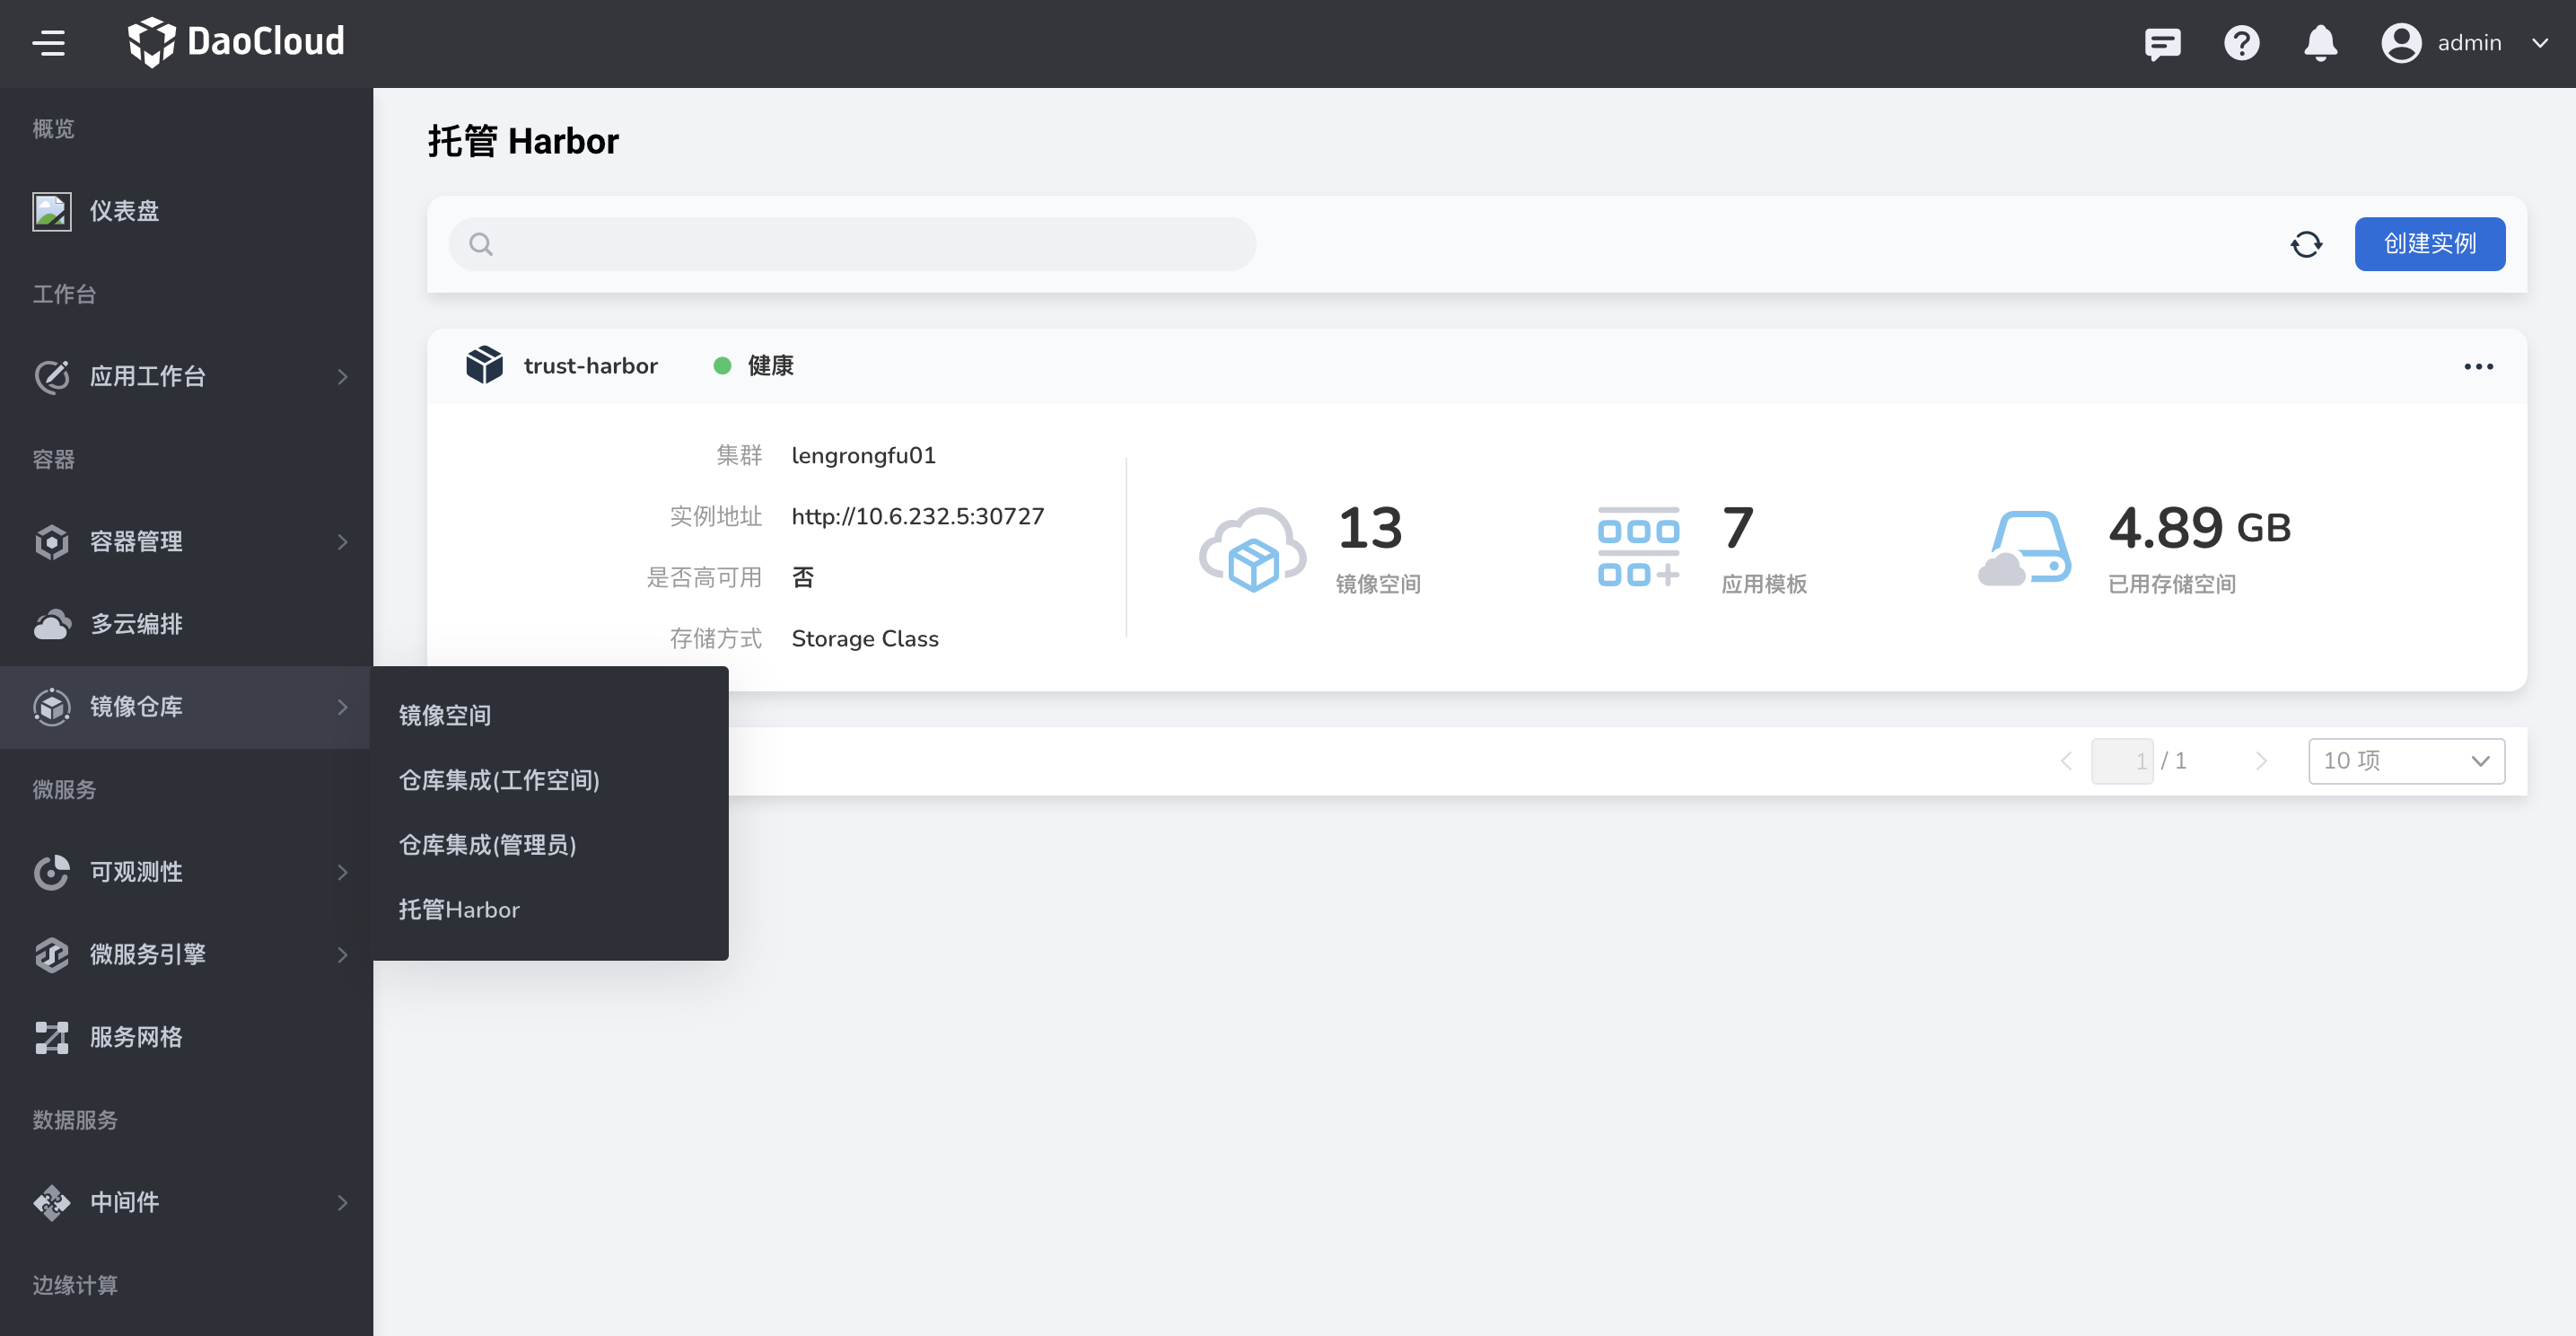 DaoCloud
admin
概览
仪表盘
工作台
应用工作台
容器
容器管理
多云编排
镜像仓库
微服务
可观测性
微服务引擎
服务网格
数据服务
中间件
边缘计算
镜像空间
仓库集成(工作空间)
仓库集成(管理员)
托管Harbor
托管 Harbor
创建实例
trust-harbor
健康
集群 lengrongfu01
实例地址 http://10.6.232.5:30727
是否高可用 否
存储方式 Storage Class
13
镜像空间
7
应用模板
4.89 GB
已用存储空间
1 / 1
10 项